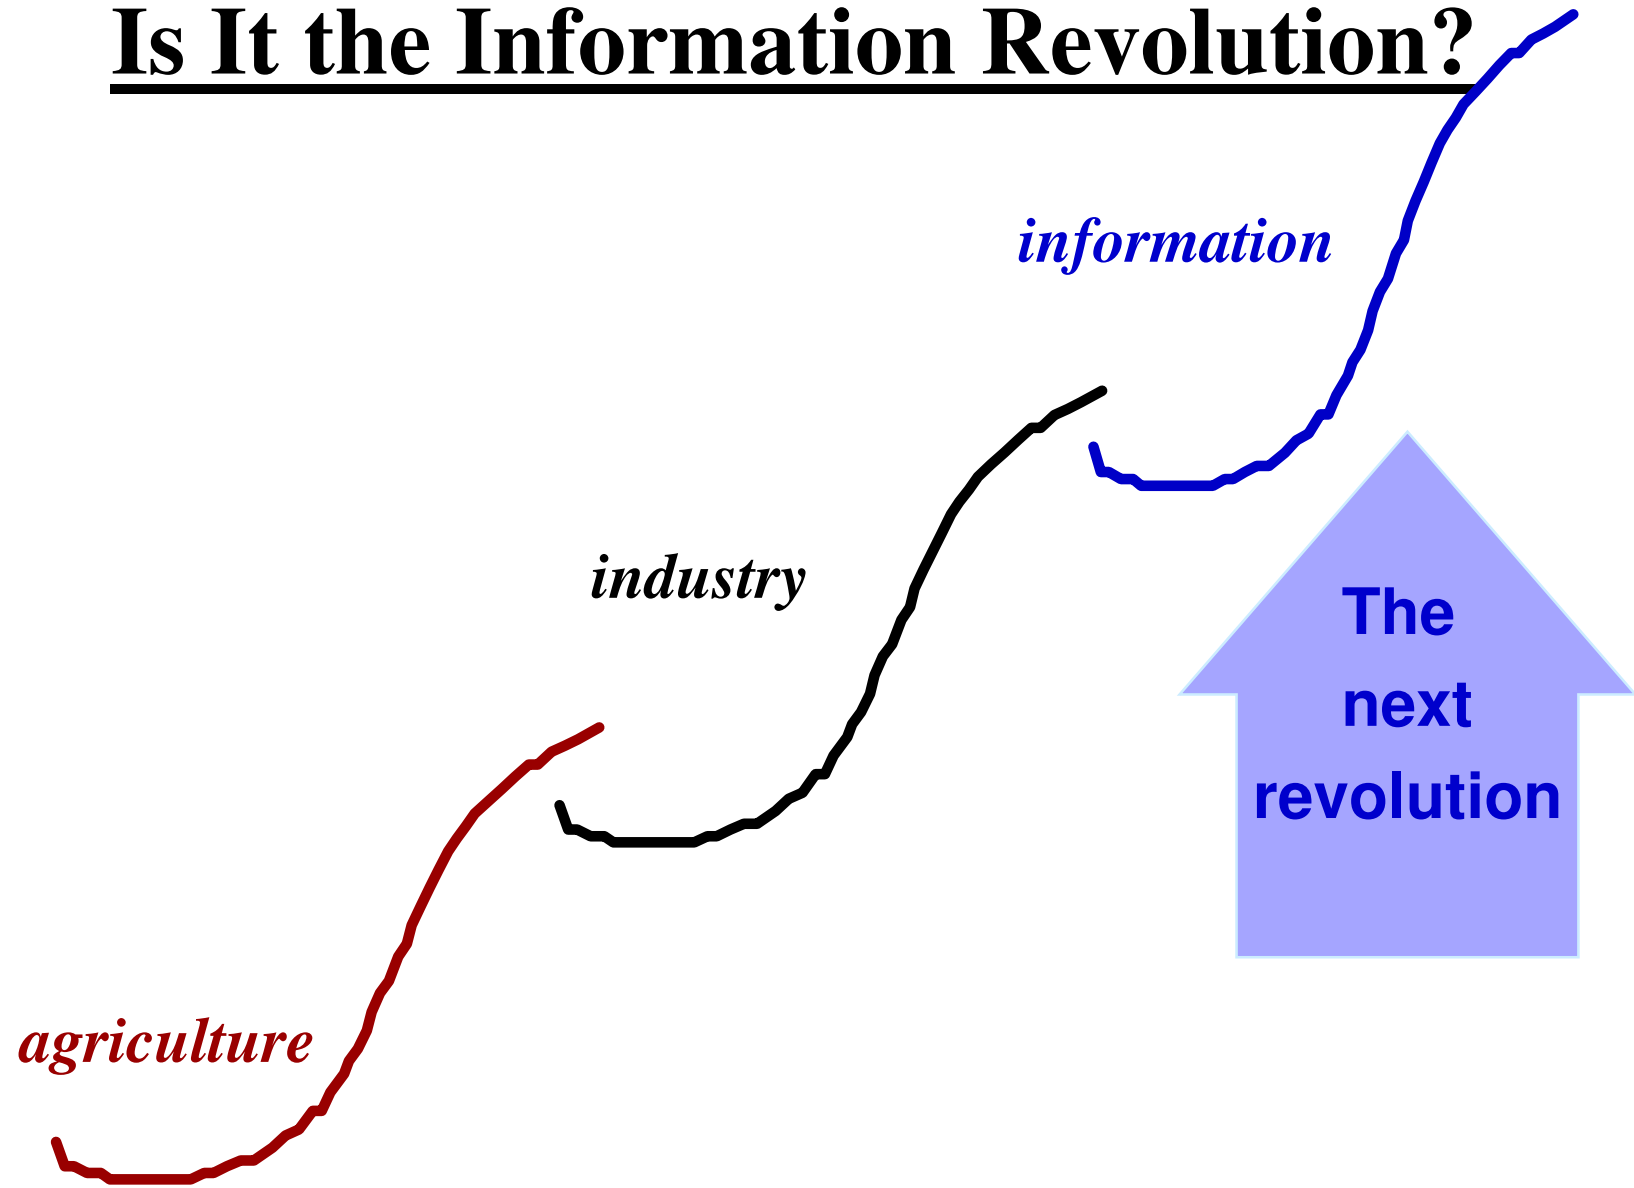 Is It the Information Revolution?
information
industry
The
next
revolution
agriculture